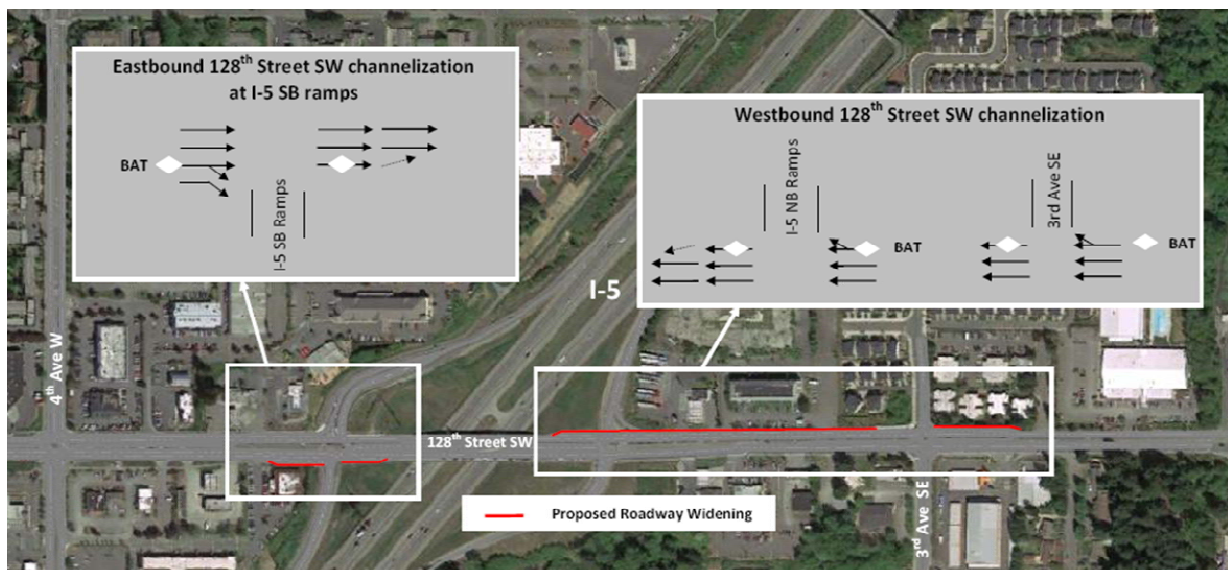 Eastbound 128th Street SW channelization
at I-5 SB ramps
BAT
I-5 SB Ramps
Westbound 128th Street SW channelization
I-5 NB Ramps
3rd Ave SE
BAT
BAT
I-5
4th Ave W
128th Street SW
3rd Ave SE
Proposed Roadway Widening